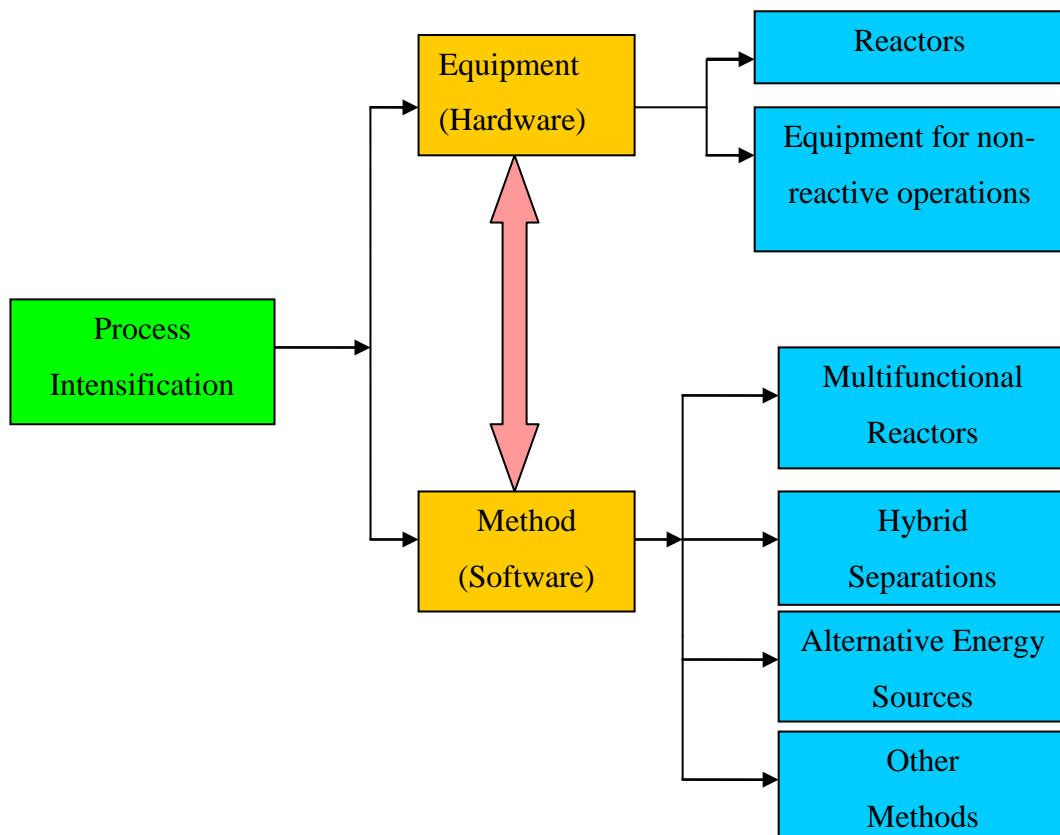 Reactors
Equipment
(Hardware)
Equipment for non-
reactive operations
Process
Intensification
Multifunctional
Reactors
Method
(Software)
Hybrid
Separations
Alternative Energy
Sources
Other
Methods